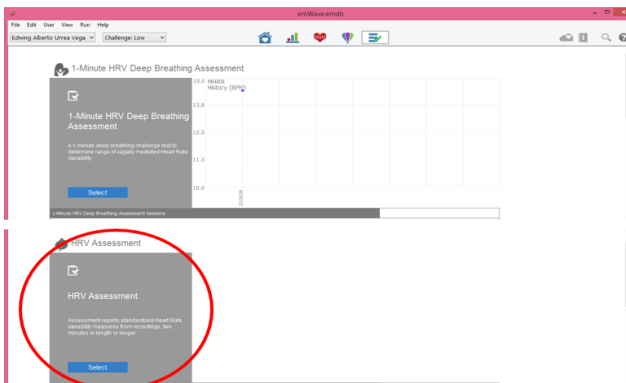 emWave.emdb
File Edit User View Run Help
Edwing Alberto Urrea Vega Challenge: Low
1-Minute HRV Deep Breathing Assessment
15.0 MHRR
History (BPM)
13.8
12.5
11.3
10.0
1-Minute HRV Deep Breathing
Assessment
A 1-minute deep breathing challenge test to
determine range of vagally mediated Heart Rate
Variability.
Select
1-Minute HRV Deep Breathing Assessment Sessions
HRV Assessment
HRV Assessment
Assessment reports standardized Heart Rate
Variability measures from recordings, two
minutes in length or longer.
Select